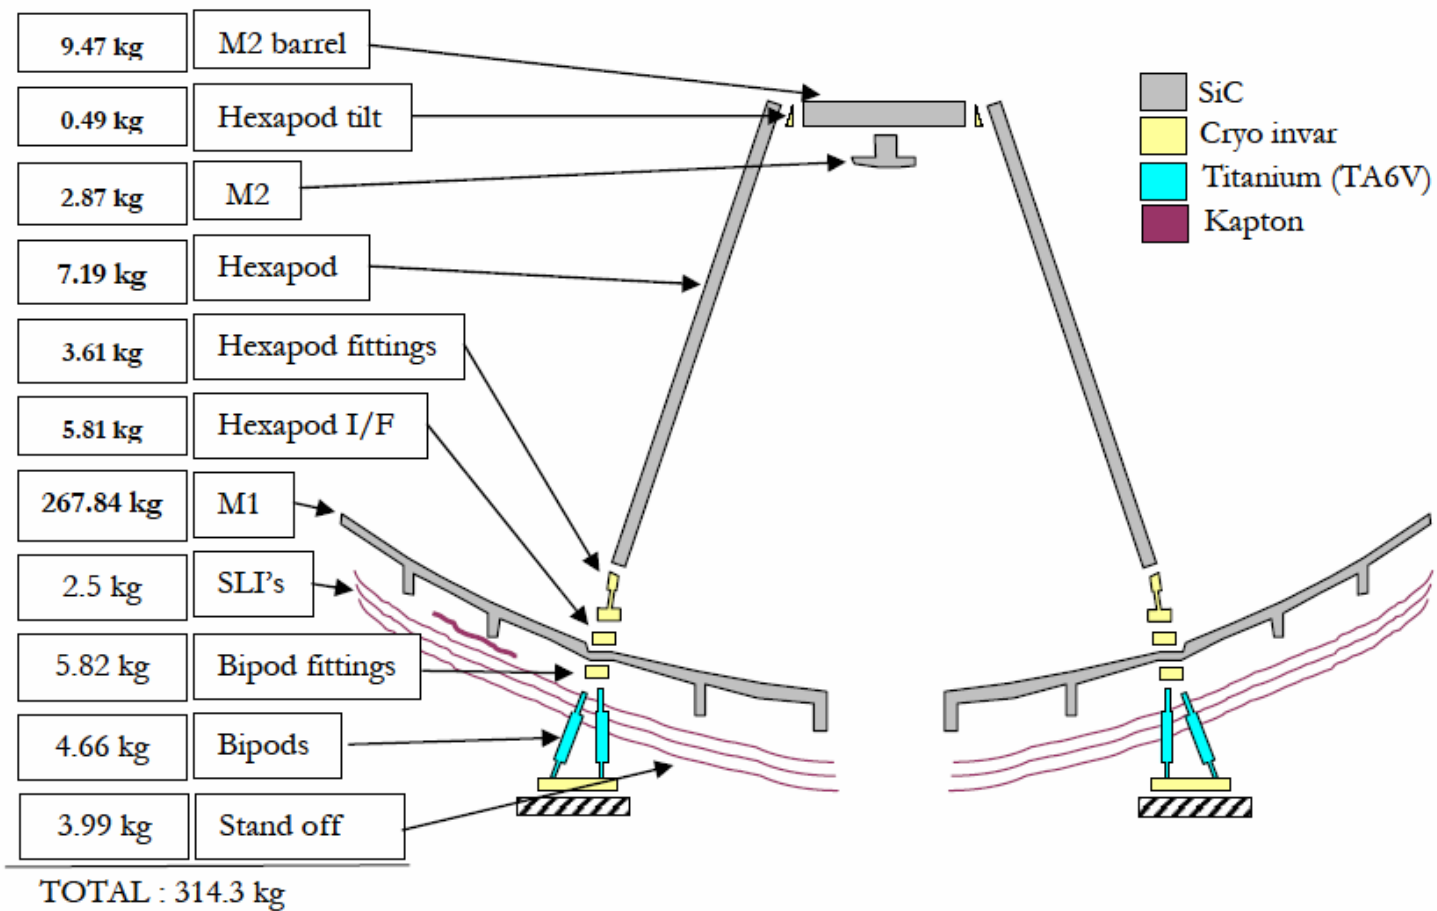 9.47 kg M2 barrel
0.49 kg Hexapod tilt
2.87 kg M2
7.19 kg Hexapod
3.61 kg Hexapod fittings
5.81 kg Hexapod I/F
267.84 kg M1
2.5 kg SLI's
5.82 kg Bipod fittings
4.66 kg Bipods
3.99 kg Stand off
TOTAL : 314.3 kg
SiC
Cryo invar
Titanium (TA6V)
Kapton